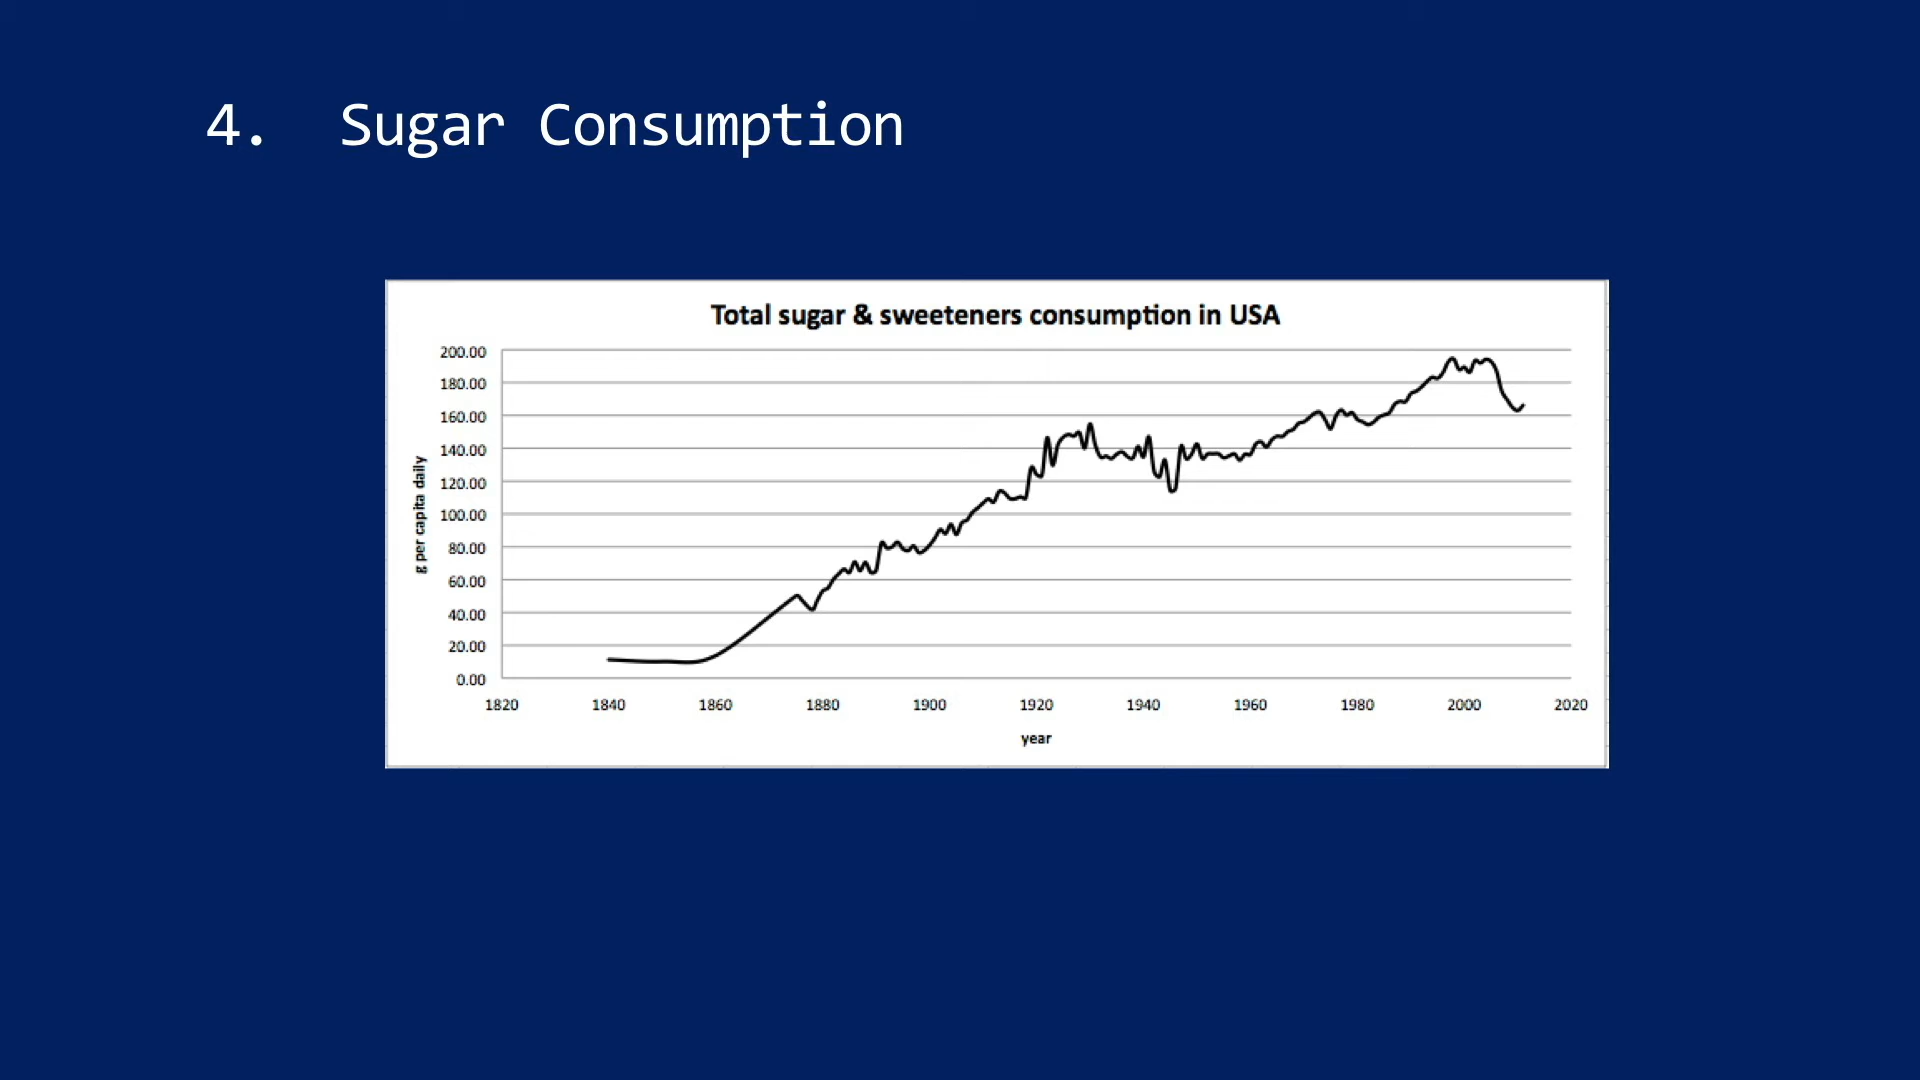 4. Sugar Consumption
Total sugar & sweeteners consumption in USA
g per capita daily
200.00
180.00
160.00
140.00
120.00
100.00
80.00
60.00
40.00
20.00
0.00
1820 1840 1860 1880 1900 1920 1940 1960 1980 2000 2020
year